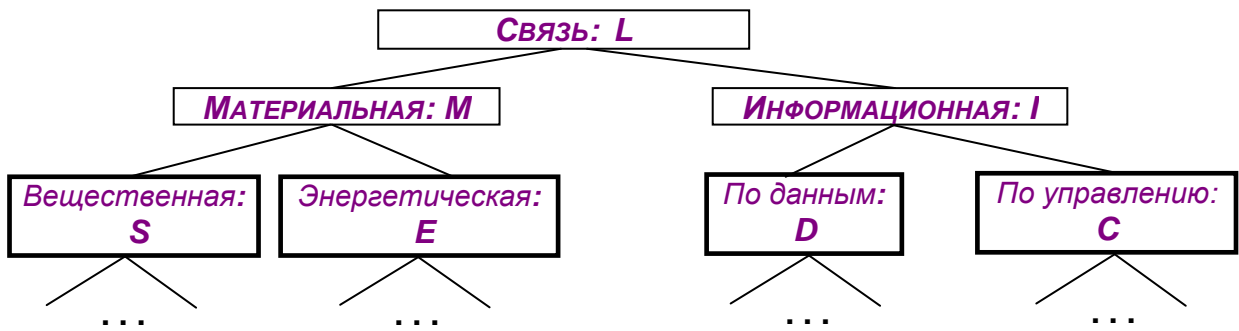 Связь: L
Материальная: M
Информационная: I
Вещественная:
S
Энергетическая:
E
По данным:
D
По управлению:
C
...
...
...
...